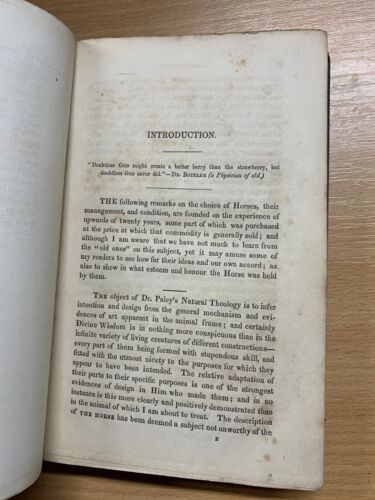 INTRODUCTION.
"Doubtless GOD might create a better berry than the strawberry, but
doubtless GOD never did."—DR. BOTELER (a Physician of old.)
THE following remarks on the choice of Horses, their
management, and condition, are founded on the experience of
upwards of twenty years, some part of which was purchased
at the price at which that commodity is generally sold; and
although I am aware that we have not much to learn from
the "old ones" on this subject, yet it may amuse some of
my readers to see how far their ideas and our own accord; as
also to shew in what esteem and honour the Horse was held
by them.
THE object of Dr. Paley's Natural Theology is to infer
intention and design from the general mechanism and evi-
dences of art apparent in the animal frame; and certainly
Divine Wisdom is in nothing more conspicuous than in the
infinite variety of living creatures of different constructions—
every part of them being formed with stupendous skill, and
fitted with the utmost nicety to the purposes for which they
appear to have been intended. The relative adaptation of
their parts to their specific purposes is one of the strongest
evidences of design in Him who made them; and in no
instance is this more clearly and positively demonstrated than
in the animal of which I am about to treat. The description
of THE HORSE has been deemed a subject not unworthy of the
B